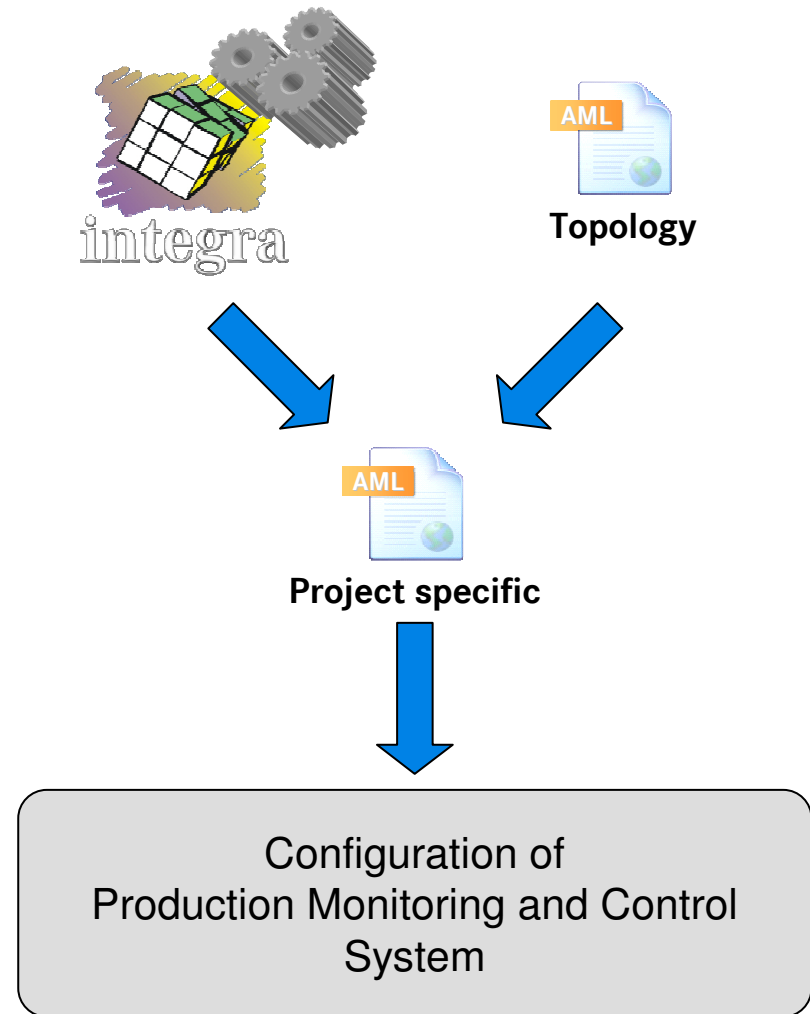 AML
integra
Topology
AML
Project specific
Configuration of
Production Monitoring and Control
System